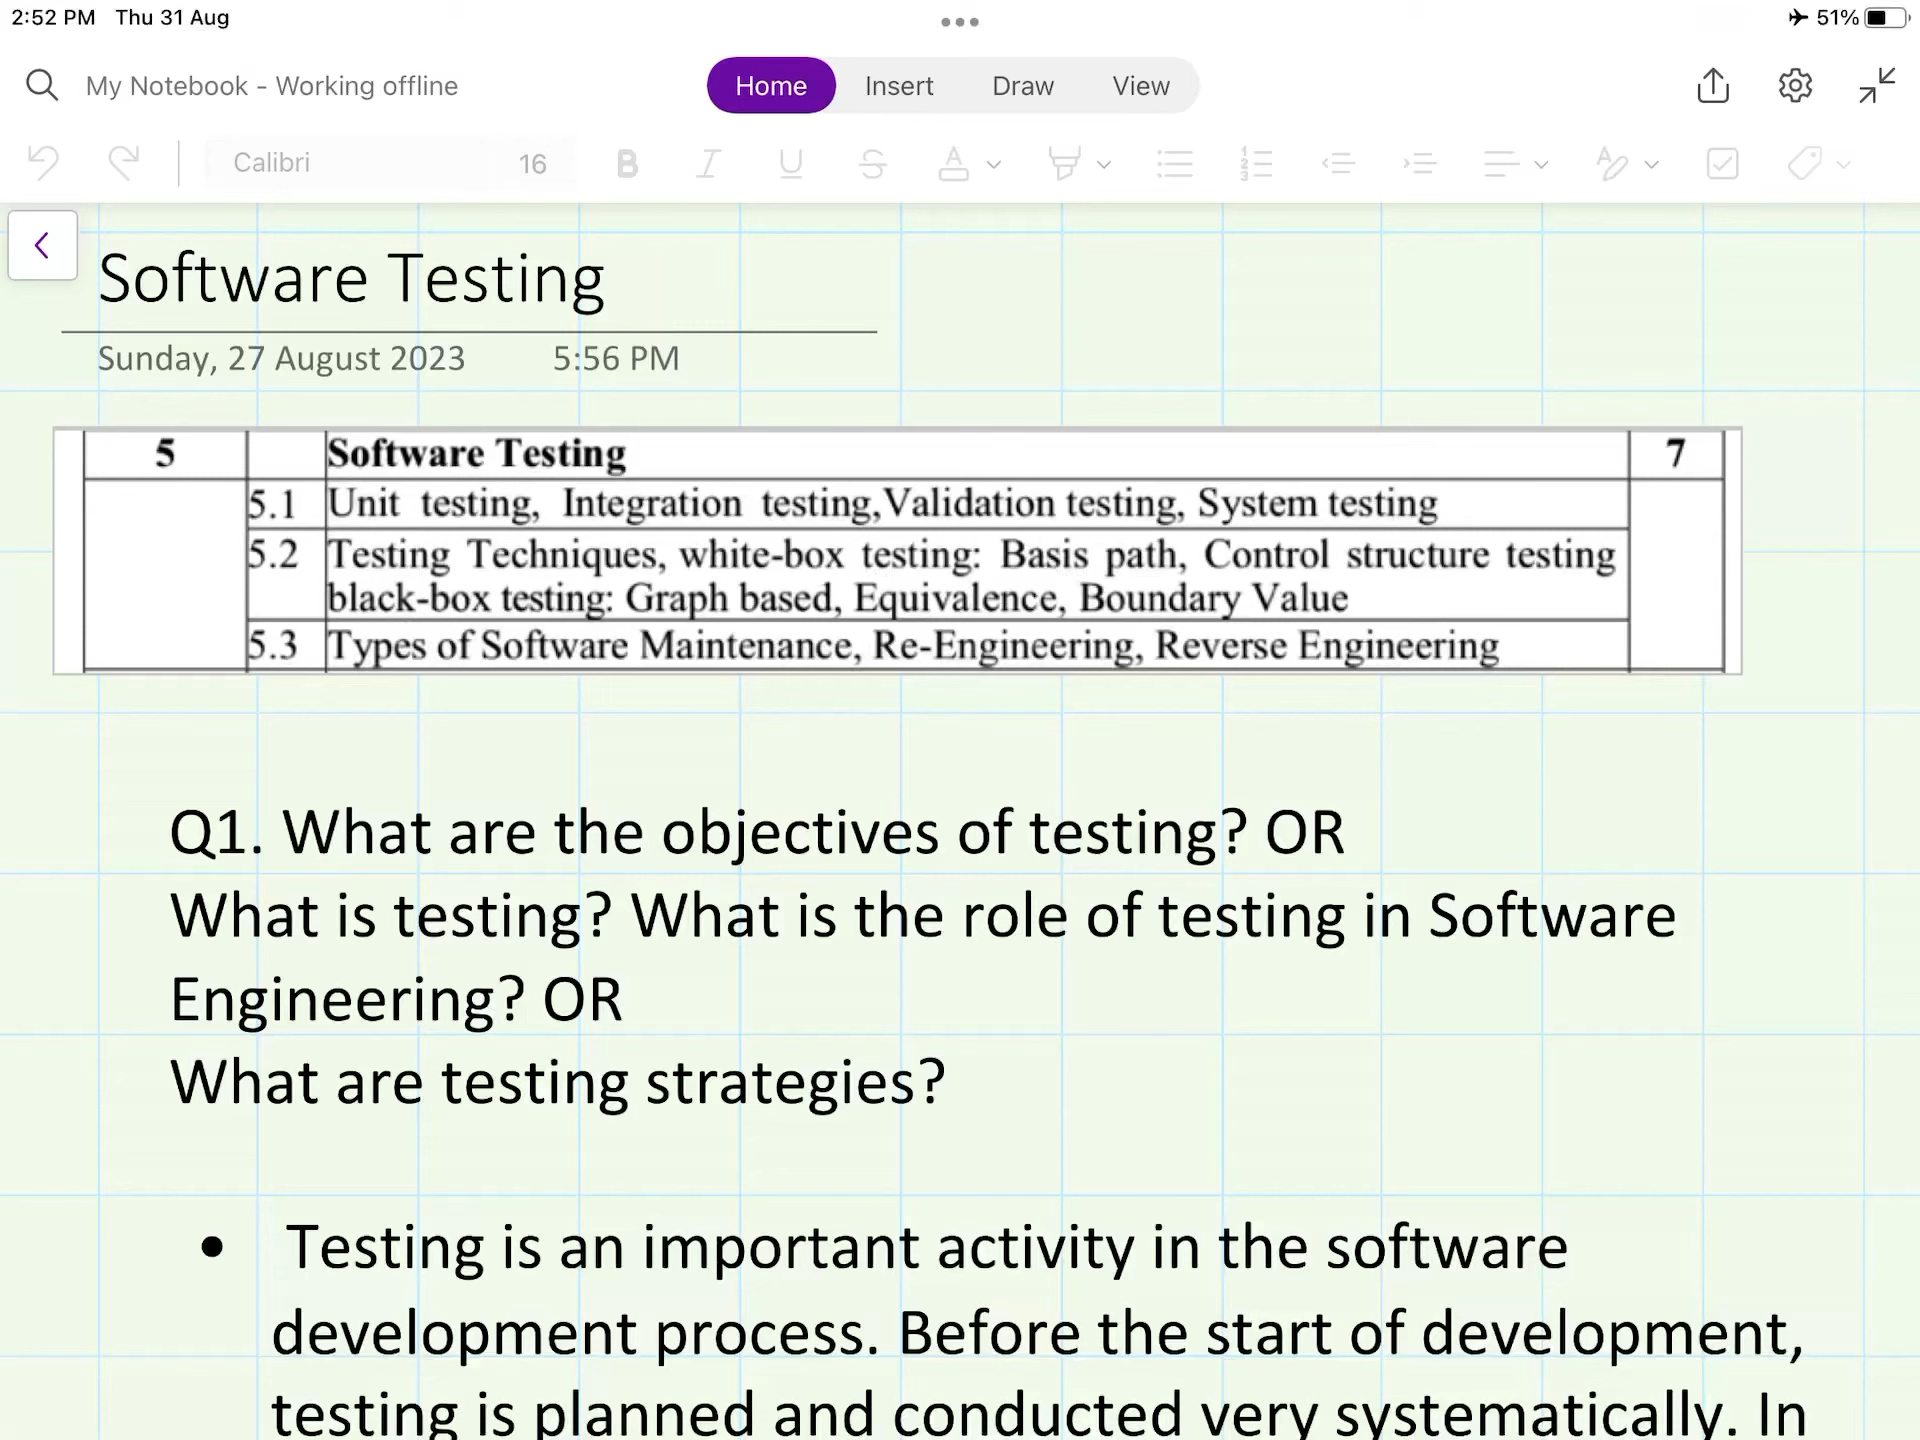 2:52 PM Thu 31 Aug
51%
My Notebook - Working offline
Home Insert Draw View
Calibri 16 B I U S A
Software Testing
Sunday, 27 August 2023 5:56 PM
5 Software Testing 7
5.1 Unit testing, Integration testing,Validation testing, System testing
5.2 Testing Techniques, white-box testing: Basis path, Control structure testing
black-box testing: Graph based, Equivalence, Boundary Value
5.3 Types of Software Maintenance, Re-Engineering, Reverse Engineering
Q1. What are the objectives of testing? OR
What is testing? What is the role of testing in Software
Engineering? OR
What are testing strategies?
• Testing is an important activity in the software
development process. Before the start of development,
testing is planned and conducted very systematically. In